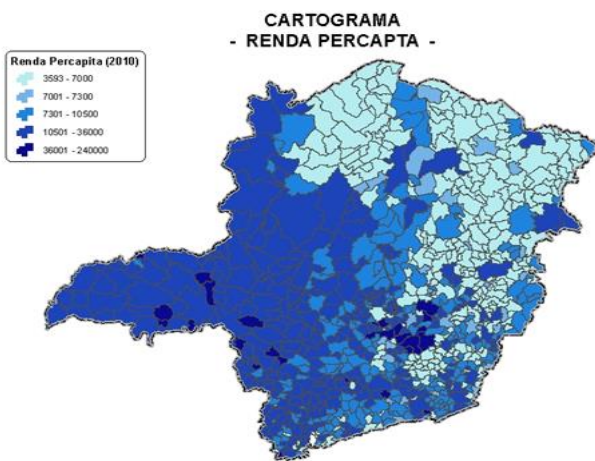 CARTOGRAMA
- RENDA PERCAPTA -
Renda Percapita (2010)
3593 - 7000
7001 - 7300
7301 - 10500
10501 - 36000
36001 - 240000